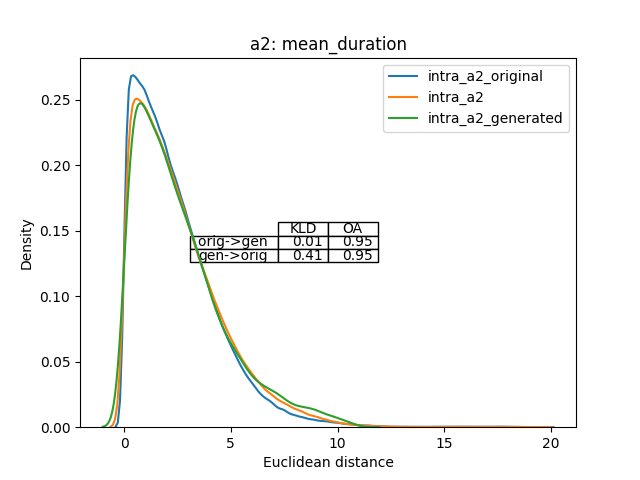 a2: mean_duration
intra_a2_original
intra_a2
intra_a2_generated
Density
0.25
0.20
0.15
0.10
0.05
0.00
KLD OA
orig->gen 0.01 0.95
gen->orig 0.41 0.95
0 5 10 15 20
Euclidean distance